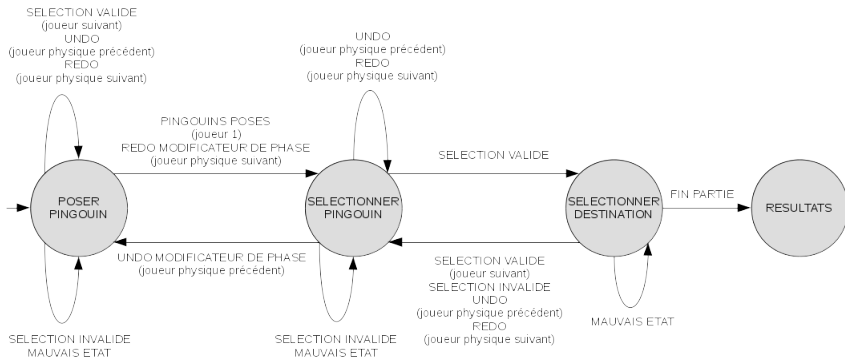 SELECTION VALIDE
(joueur suivant)
UNDO
(joueur physique précédent)
REDO
(joueur physique suivant)
UNDO
(joueur physique précédent)
REDO
(joueur physique suivant)
PINGOUINS POSES
(joueur 1)
REDO MODIFICATEUR DE PHASE
(joueur physique suivant)
SELECTION VALIDE
POSER
PINGOUIN
SELECTIONNER
PINGOUIN
SELECTIONNER
DESTINATION
FIN PARTIE
RESULTATS
UNDO MODIFICATEUR DE PHASE
(joueur physique précédent)
SELECTION VALIDE
(joueur suivant)
SELECTION INVALIDE
UNDO
(joueur physique précédent)
REDO
(joueur physique suivant)
MAUVAIS ETAT
SELECTION INVALIDE
MAUVAIS ETAT
SELECTION INVALIDE
MAUVAIS ETAT